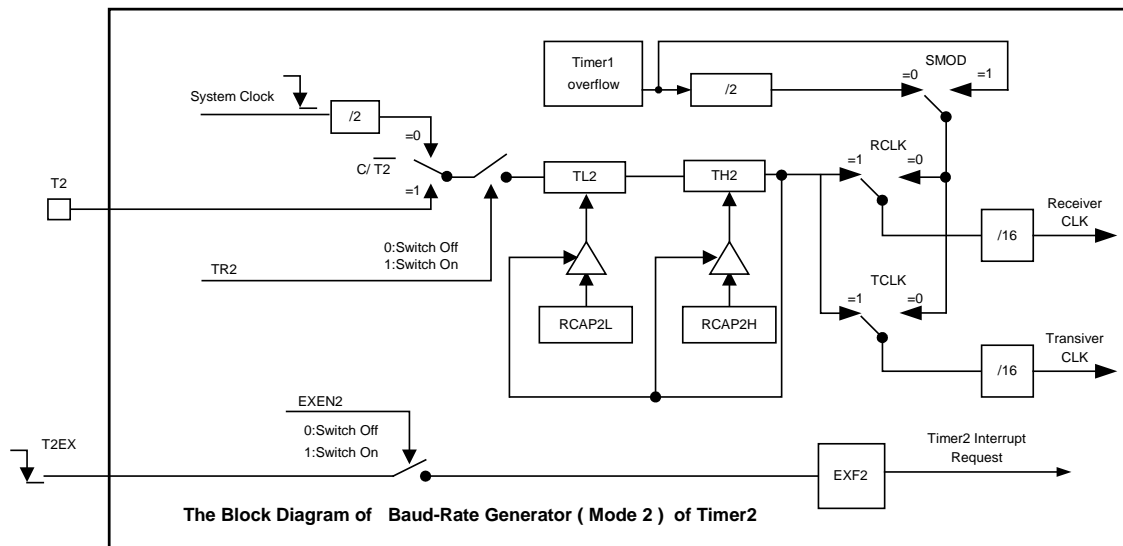 Timer1
overflow
/2
SMOD
=0
=1
System Clock
/2
=0
C/ T2
=1
T2
TL2
TH2
RCLK
=1
=0
Receiver
CLK
/16
0:Switch Off
1:Switch On
TR2
TCLK
=1
=0
RCAP2L
RCAP2H
Transiver
CLK
/16
EXEN2
0:Switch Off
1:Switch On
T2EX
EXF2
Timer2 Interrupt
Request
The Block Diagram of Baud-Rate Generator ( Mode 2 ) of Timer2